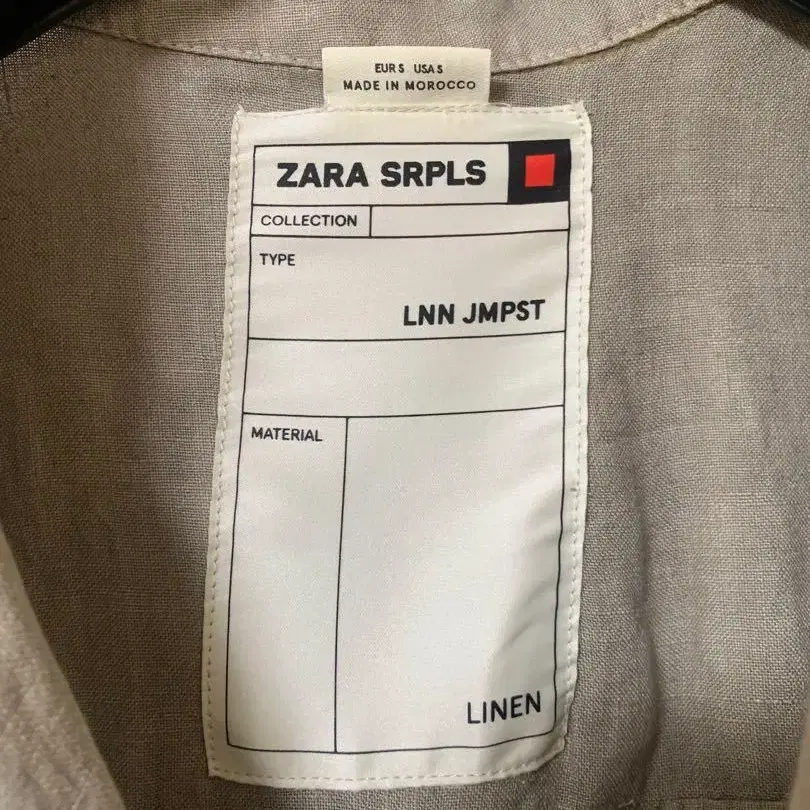 EUR S USA S
MADE IN MOROCCO
ZARA SRPLS
COLLECTION
TYPE
LNN JMPST
MATERIAL
LINEN